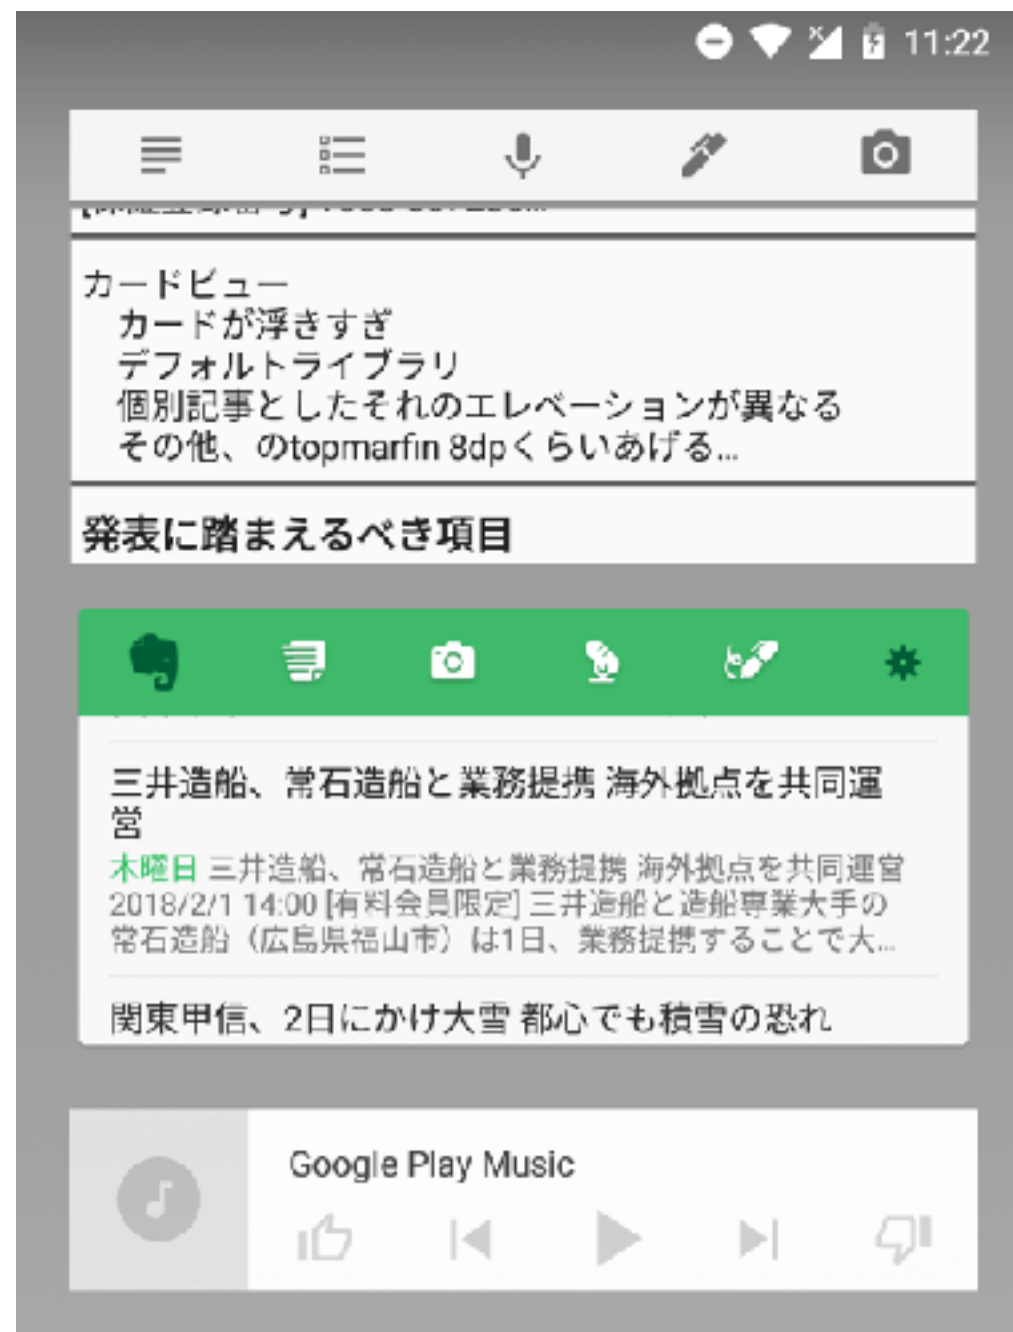 11:22
カードビュー
カードが浮きすぎ
デフォルトライブラリ
個別記事としたそれのエレベーションが異なる
その他、のtopmarfin 8dpくらいあげる...
発表に踏まえるべき項目
三井造船、常石造船と業務提携 海外拠点を共同運
営
木曜日 三井造船、常石造船と業務提携 海外拠点を共同運営
2018/2/1 14:00 [有料会員限定] 三井造船と造船専業大手の
常石造船（広島県福山市）は1日、業務提携することで大...
関東甲信、2日にかけ大雪 都心でも積雪の恐れ
Google Play Music